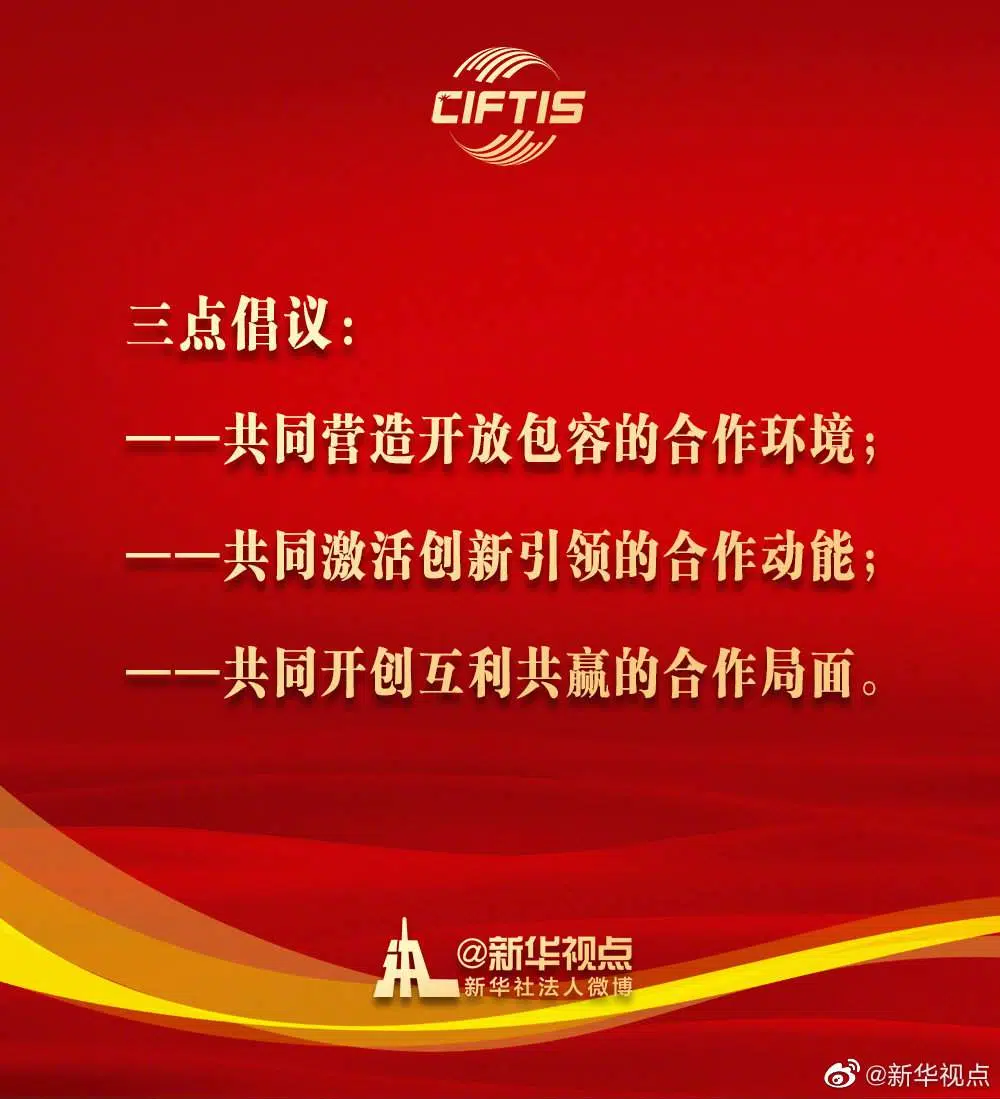 CIFTIS
三点倡议：
——共同营造开放包容的合作环境；
——共同激活创新引领的合作动能；
——共同开创互利共赢的合作局面。
@新华视点
新华社法人微博
@新华视点